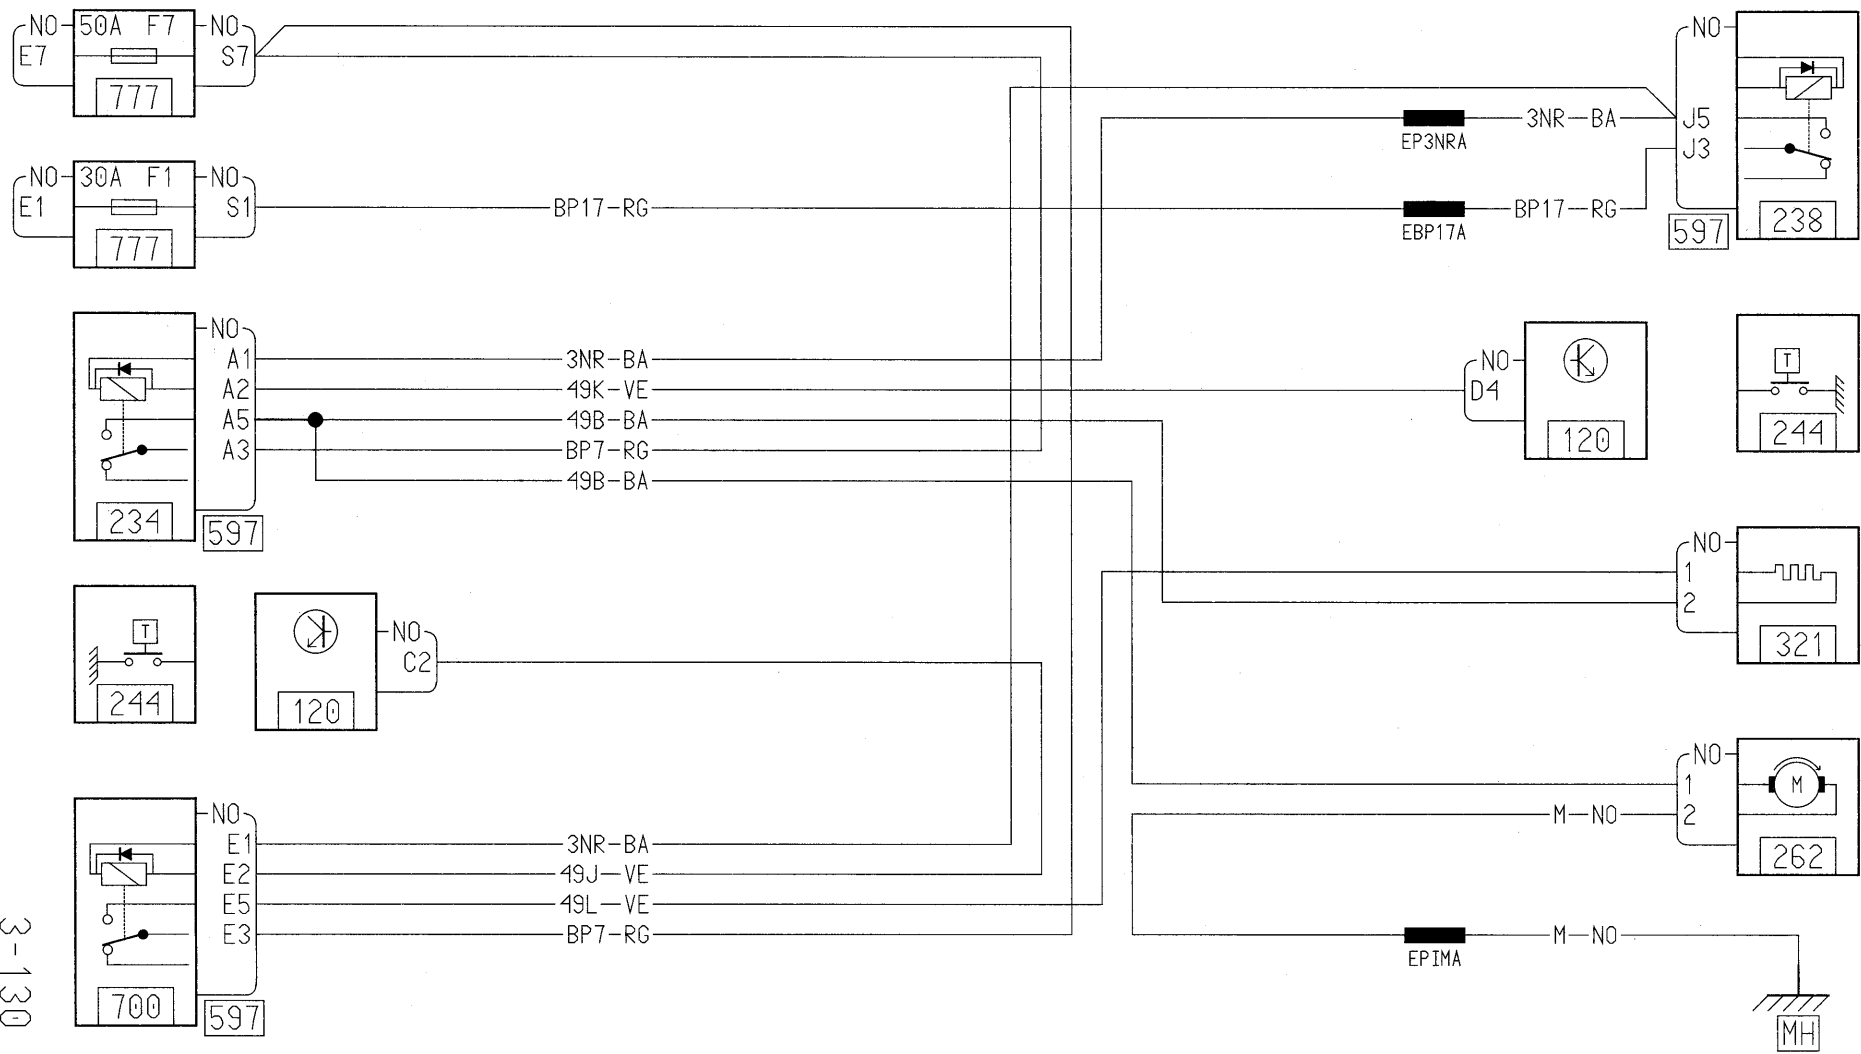 NO 50A F7 NO
E7 S7
777
NO 30A F1 NO
E1 S1
777
BP17-RG
NO
A1 3NR-BA
A2 49K-VE
A5 49B-BA
A3 BP7-RG
49B-BA
234 597
T
244
NO
C2
120
NO
E1 3NR-BA
E2 49J-VE
E5 49L-VE
E3 BP7-RG
700 597
3-130
NO
EP3NRA 3NR-BA J5
J3
EBP17A BP17-RG
597 238
NO
D4
120
T
244
NO
1
2
321
NO
1 M
M-NO 2
262
EPIMA M-NO
MH